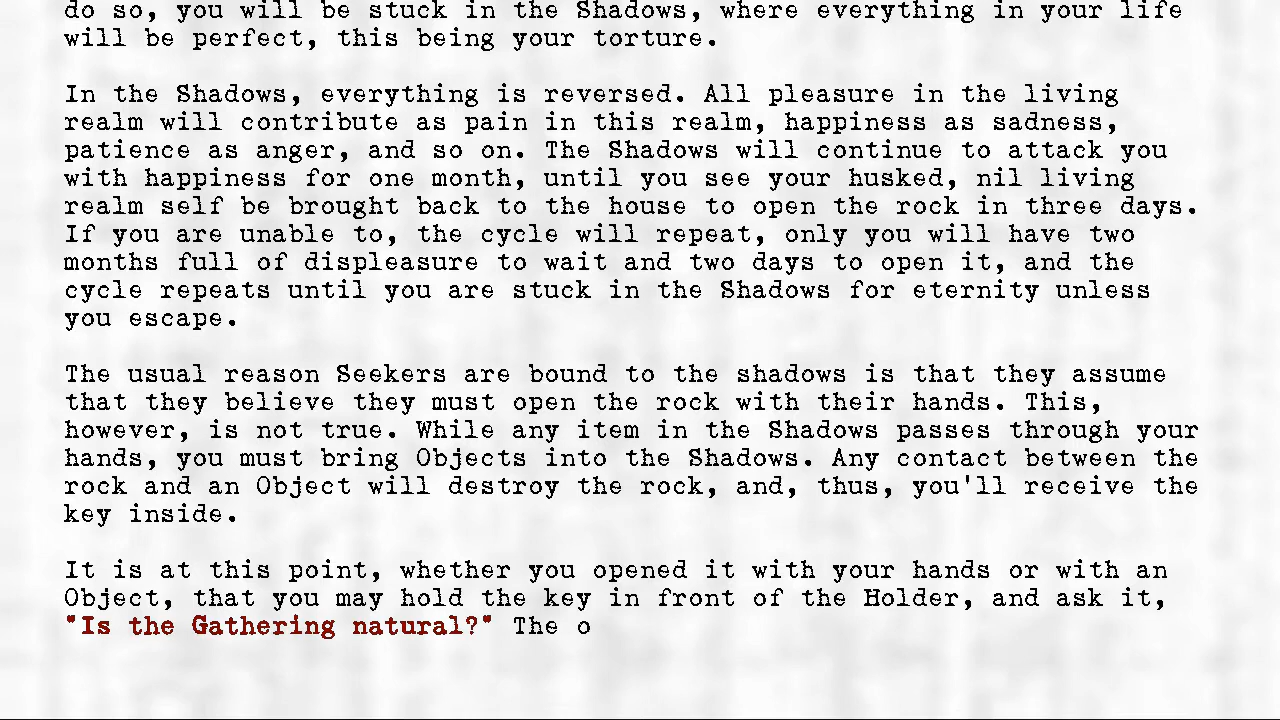 do so, you will be stuck in the Shadows, where everything in your life
will be perfect, this being your torture.
In the Shadows, everything is reversed. All pleasure in the living
realm will contribute as pain in this realm, happiness as sadness,
patience as anger, and so on. The Shadows will continue to attack you
with happiness for one month, until you see your husked, nil living
realm self be brought back to the house to open the rock in three days.
If you are unable to, the cycle will repeat, only you will have two
months full of displeasure to wait and two days to open it, and the
cycle repeats until you are stuck in the Shadows for eternity unless
you escape.
The usual reason Seekers are bound to the shadows is that they assume
that they believe they must open the rock with their hands. This,
however, is not true. While any item in the Shadows passes through your
hands, you must bring Objects into the Shadows. Any contact between the
rock and an Object will destroy the rock, and, thus, you'll receive the
key inside.
It is at this point, whether you opened it with your hands or with an
Object, that you may hold the key in front of the Holder, and ask it,
"Is the Gathering natural?" The o